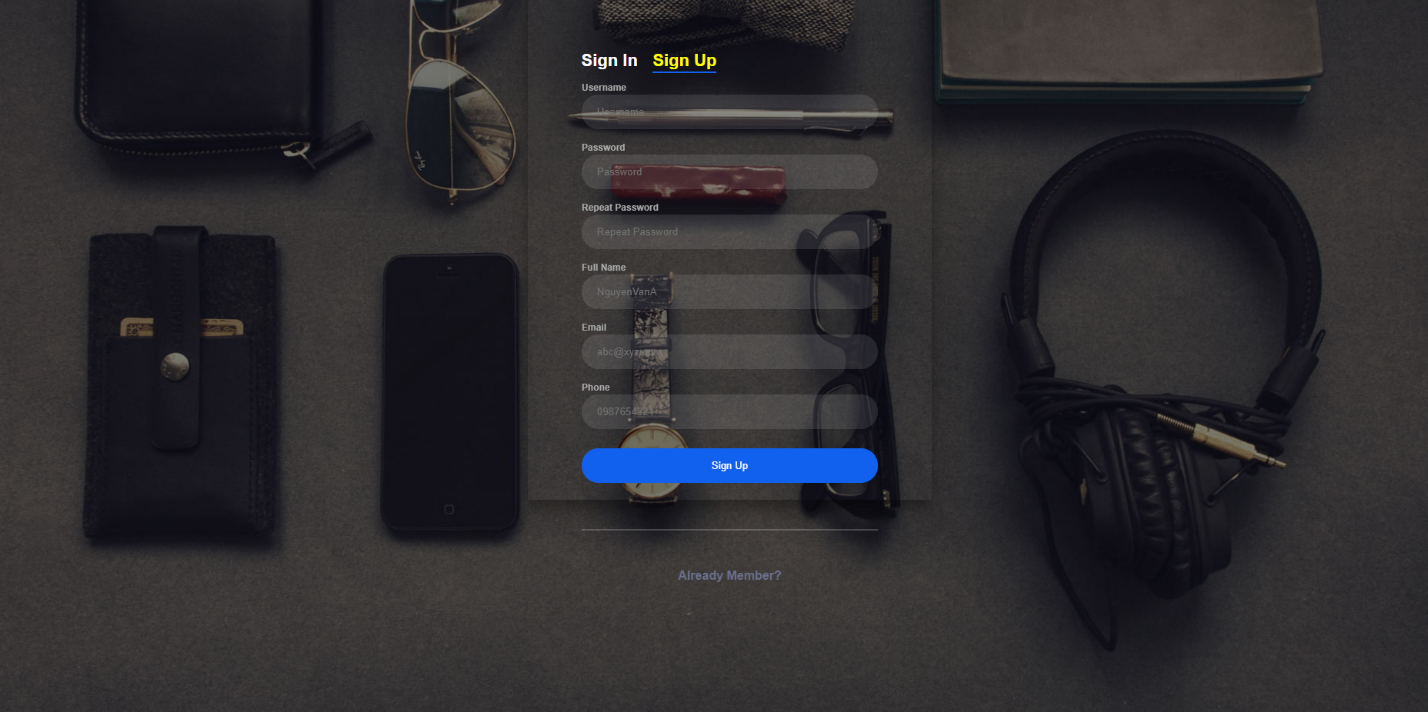 Sign In Sign Up
Username
Username
Password
Password
Repeat Password
Repeat Password
Full Name
NguyenVanA
Email
Phone
Sign Up
Already Member?